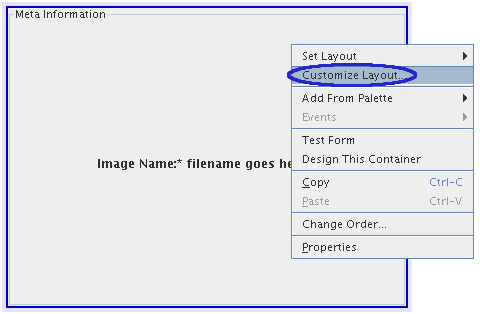 Meta Information
Set Layout
Customize Layout...
Add From Palette
Events
Test Form
Design This Container
Image Name:* filename goes he
Copy Ctrl-C
Paste Ctrl-V
Change Order...
Properties